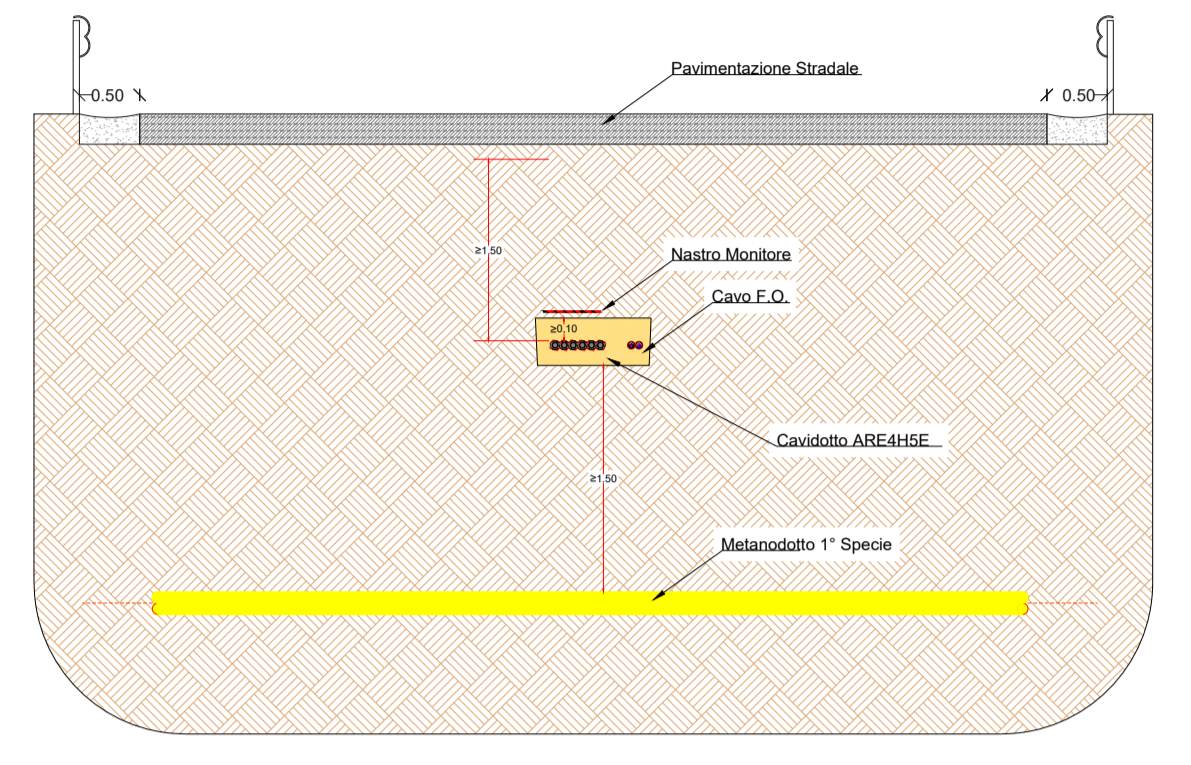 Pavimentazione Stradale
0.50
0.50
≥1.50
Nastro Monitore
Cavo F.O.
≥0.10
Cavidotto ARE4H5E
≥1.50
Metanodotto 1° Specie